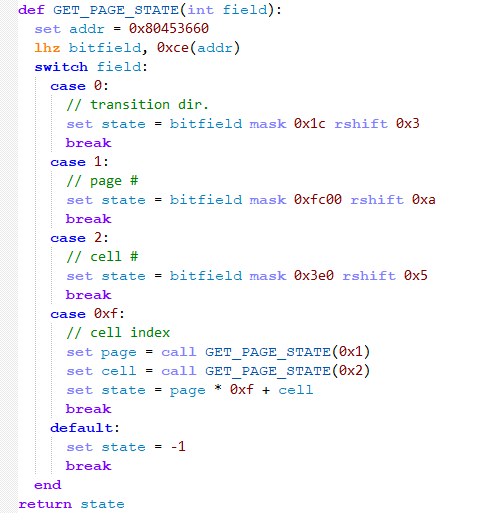 def GET_PAGE_STATE(int field):
set addr = 0x80453660
lhz bitfield, 0xce(addr)
switch field:
case 0:
// transition dir.
set state = bitfield mask 0x1c rshift 0x3
break
case 1:
// page #
set state = bitfield mask 0xfc00 rshift 0xa
break
case 2:
// cell #
set state = bitfield mask 0x3e0 rshift 0x5
break
case 0xf:
// cell index
set page = call GET_PAGE_STATE(0x1)
set cell = call GET_PAGE_STATE(0x2)
set state = page * 0xf + cell
break
default:
set state = -1
break
end
return state